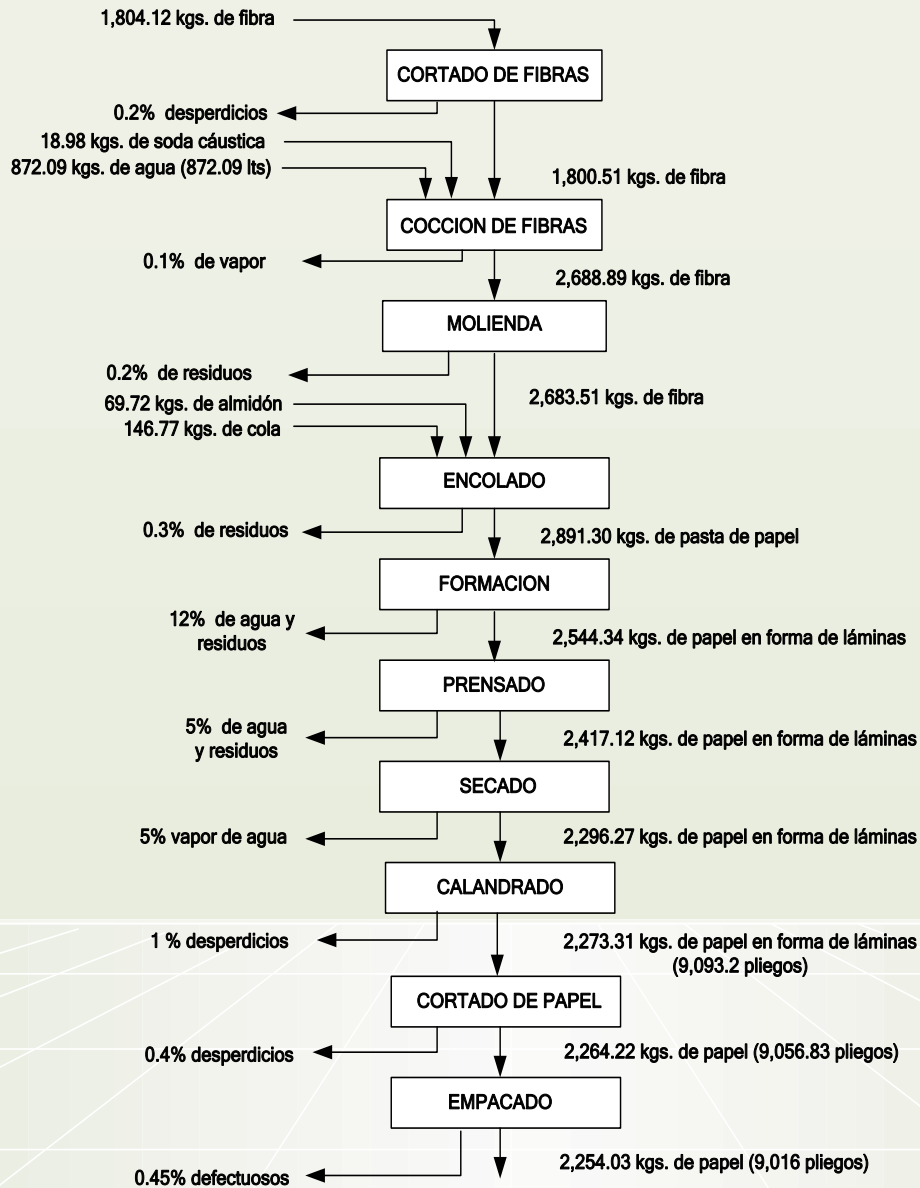 1,804.12 kgs. de fibra
CORTADO DE FIBRAS
0.2% desperdicios
18.98 kgs. de soda cáustica
872.09 kgs. de agua (872.09 lts)
1,800.51 kgs. de fibra
COCCION DE FIBRAS
0.1% de vapor
2,688.89 kgs. de fibra
MOLIENDA
0.2% de residuos
2,683.51 kgs. de fibra
69.72 kgs. de almidón
146.77 kgs. de cola
ENCOLADO
0.3% de residuos
2,891.30 kgs. de pasta de papel
FORMACION
12% de agua y
residuos
2,544.34 kgs. de papel en forma de láminas
PRENSADO
5% de agua
y residuos
2,417.12 kgs. de papel en forma de láminas
SECADO
5% vapor de agua
2,296.27 kgs. de papel en forma de láminas
CALANDRADO
1 % desperdicios
2,273.31 kgs. de papel en forma de láminas
(9,093.2 pliegos)
CORTADO DE PAPEL
0.4% desperdicios
2,264.22 kgs. de papel (9,056.83 pliegos)
EMPACADO
0.45% defectuosos
2,254.03 kgs. de papel (9,016 pliegos)